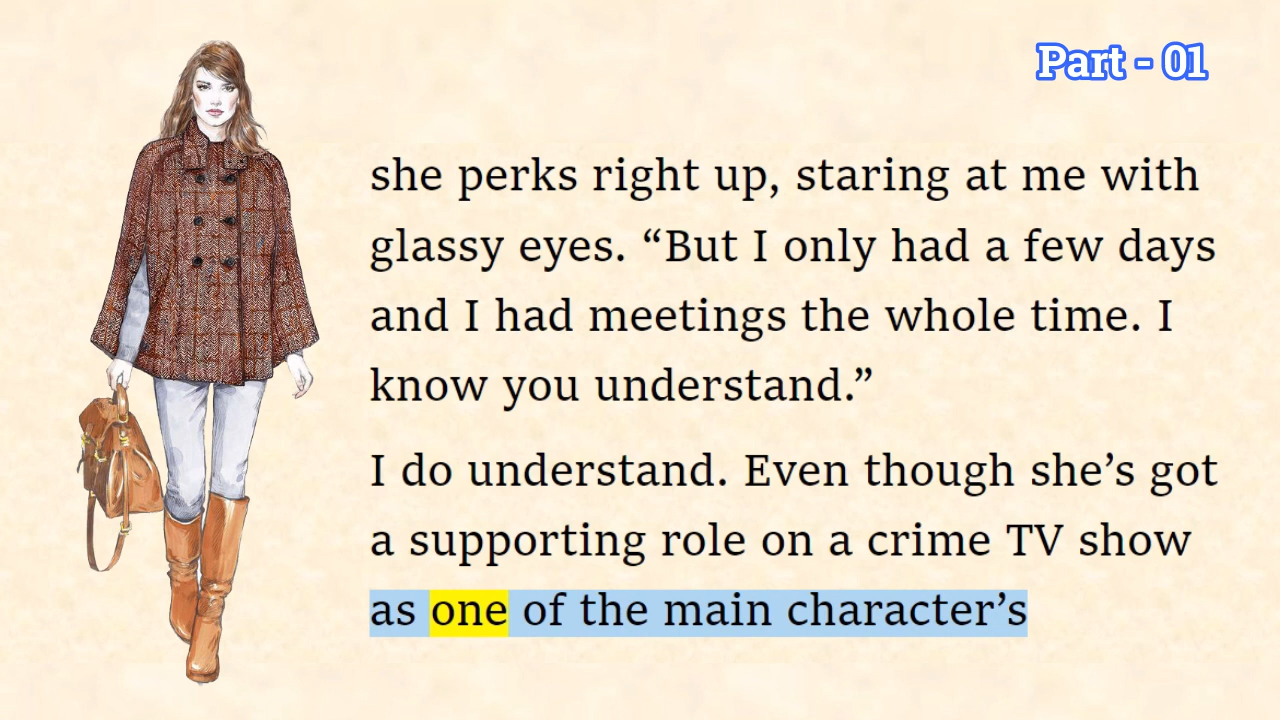 Part - 01
she perks right up, staring at me with
glassy eyes. “But I only had a few days
and I had meetings the whole time. I
know you understand.”
I do understand. Even though she’s got
a supporting role on a crime TV show
as one of the main character’s